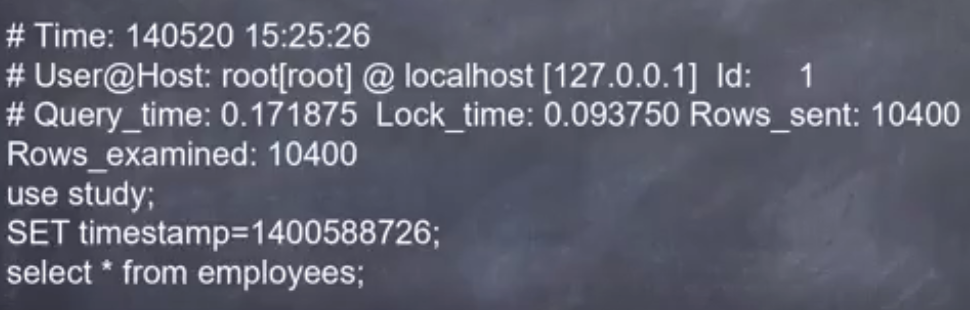 # Time: 140520 15:25:26
# User@Host: root[root] @ localhost [127.0.0.1]  Id:     1
# Query_time: 0.171875  Lock_time: 0.093750 Rows_sent: 10400
Rows_examined: 10400
use study;
SET timestamp=1400588726;
select * from employees;